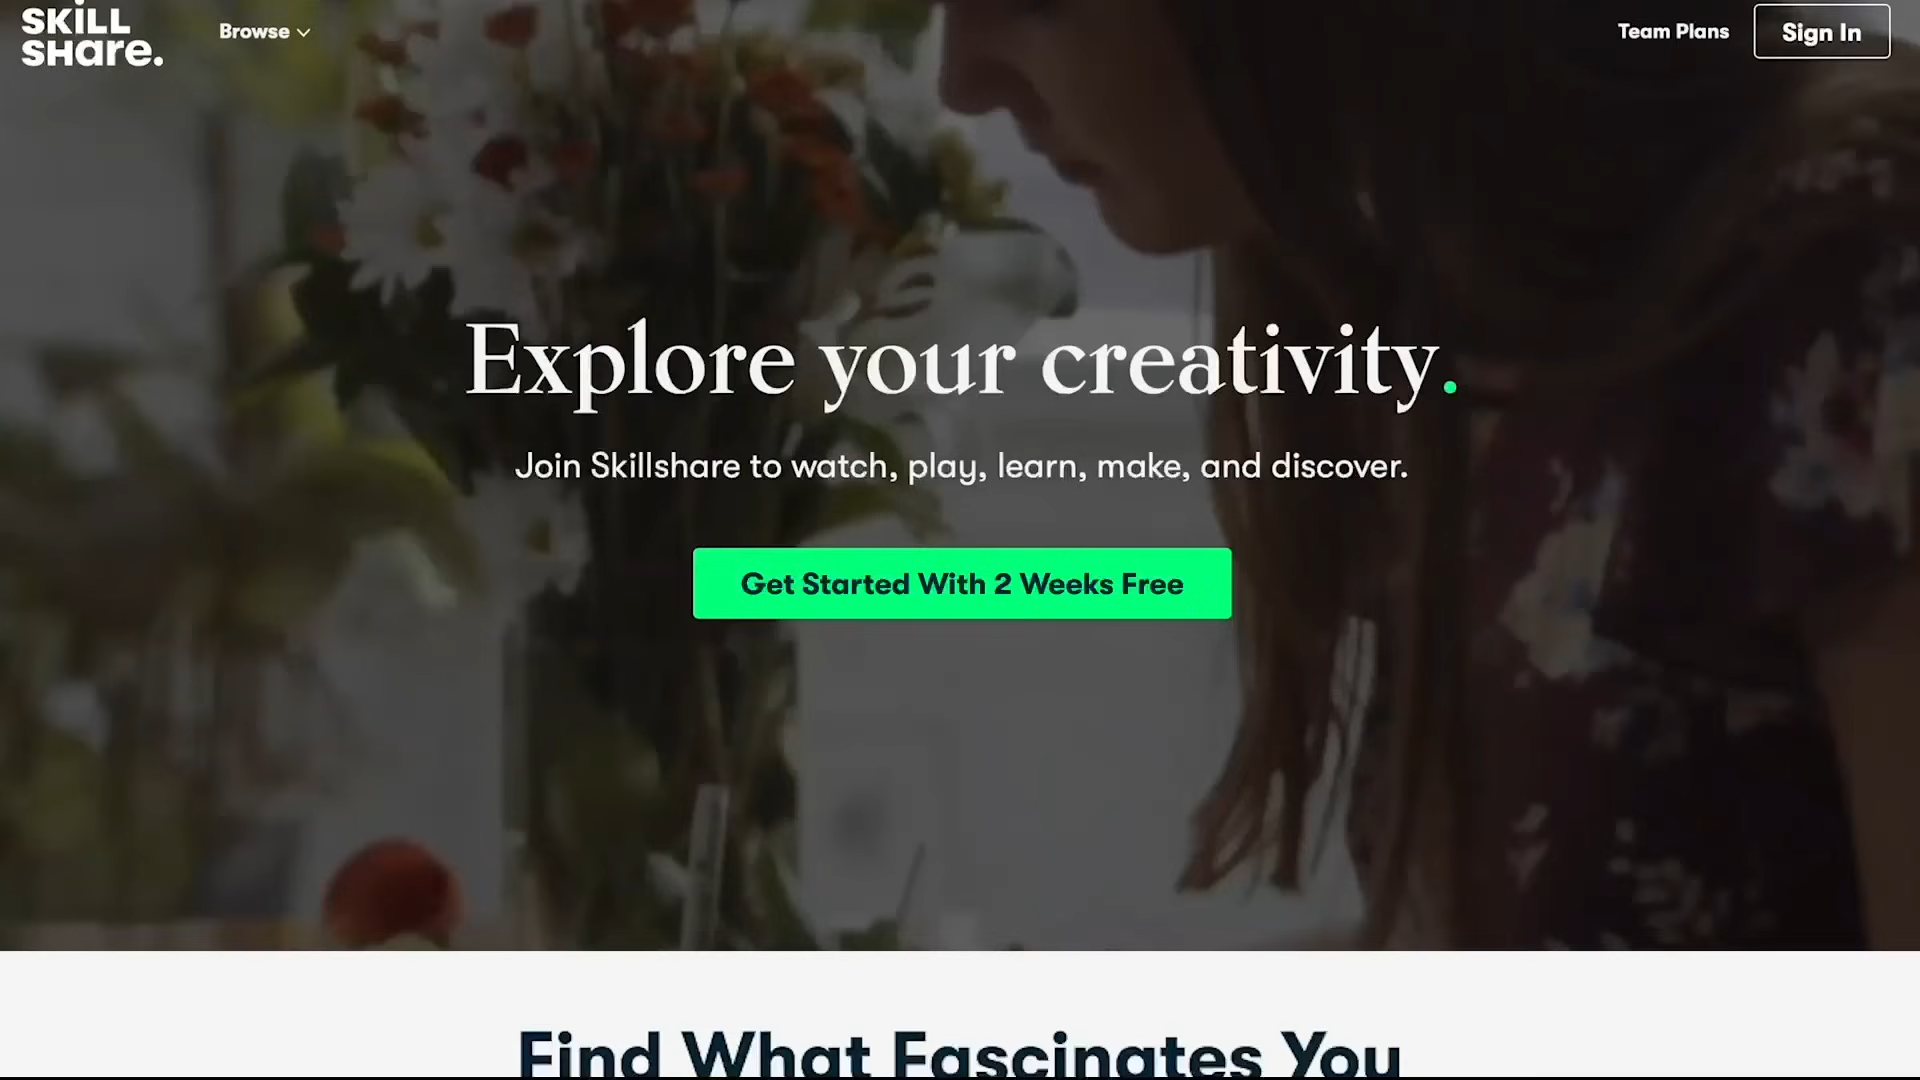 SKiLL
SHare.
Browse
Team Plans
Sign In
Explore your creativity.
Join Skillshare to watch, play, learn, make, and discover.
Get Started With 2 Weeks Free
Find What Fascinates You